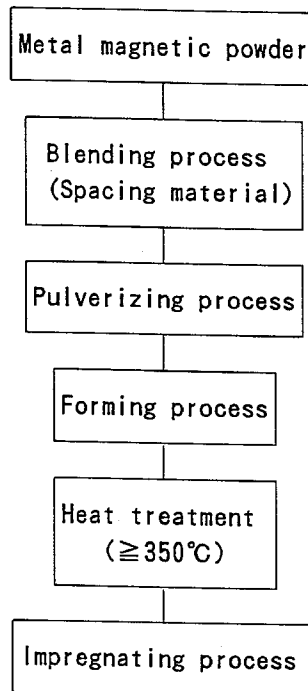 Metal magnetic powder
Blending process
(Spacing material)
Pulverizing process
Forming process
Heat treatment
(≧350℃)
Impregnating process